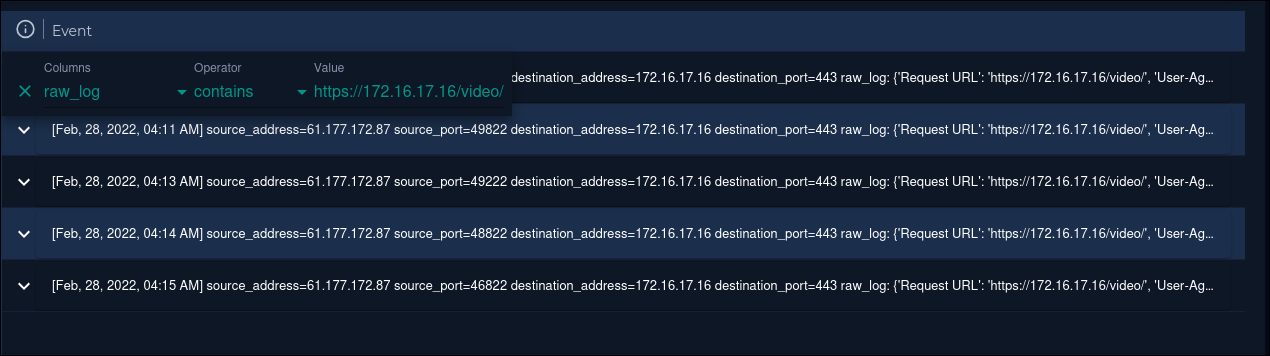 Event
Columns Operator Value
raw_log contains https://172.16.17.16/video/
destination_address=172.16.17.16 destination_port=443 raw_log: {'Request URL': 'https://172.16.17.16/video/', 'User-Ag...
[Feb, 28, 2022, 04:11 AM] source_address=61.177.172.87 source_port=49822 destination_address=172.16.17.16 destination_port=443 raw_log: {'Request URL': 'https://172.16.17.16/video/', 'User-Ag...
[Feb, 28, 2022, 04:13 AM] source_address=61.177.172.87 source_port=49222 destination_address=172.16.17.16 destination_port=443 raw_log: {'Request URL': 'https://172.16.17.16/video/', 'User-Ag...
[Feb, 28, 2022, 04:14 AM] source_address=61.177.172.87 source_port=48822 destination_address=172.16.17.16 destination_port=443 raw_log: {'Request URL': 'https://172.16.17.16/video/', 'User-Ag...
[Feb, 28, 2022, 04:15 AM] source_address=61.177.172.87 source_port=46822 destination_address=172.16.17.16 destination_port=443 raw_log: {'Request URL': 'https://172.16.17.16/video/', 'User-Ag...